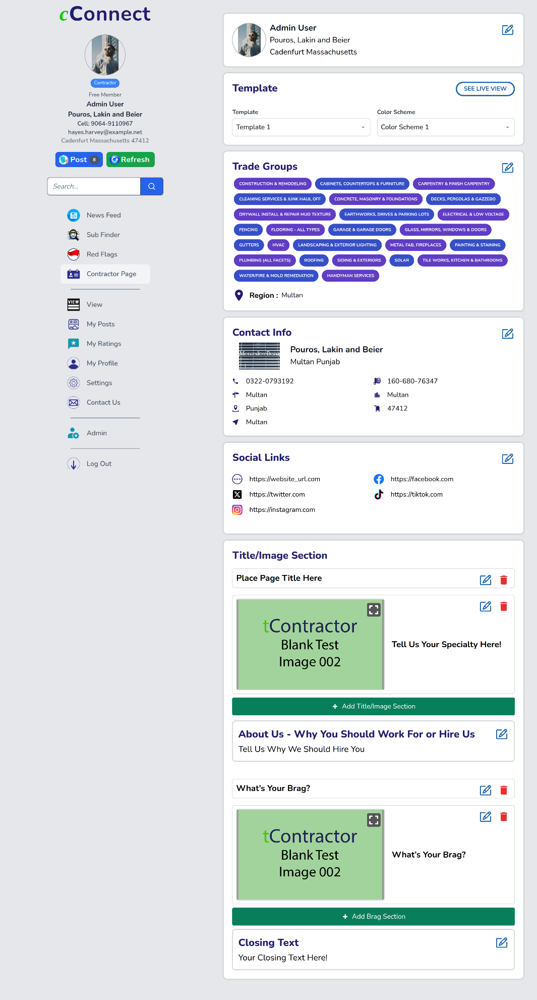 cConnect
Contractor
Free Member
Admin User
Pouros, Lakin and Beier
Cell: 9064-9110967
hayes.harvey@example.net
Cadenfurt Massachusetts 47412
Post 8 Refresh
Search...
News Feed
Sub Finder
Red Flags
Contractor Page
VIEW View
My Posts
My Ratings
My Profile
Settings
Contact Us
Admin
Log Out
Admin User
Pouros, Lakin and Beier
Cadenfurt Massachusetts
Template
SEE LIVE VIEW
Template Color Scheme
Template 1 Color Scheme 1
Trade Groups
CONSTRUCTION & REMODELING CABINETS, COUNTERTOPS & FURNITURE CARPENTRY & FINISH CARPENTRY
CLEANING SERVICES & JUNK HAUL OFF CONCRETE, MASONRY & FOUNDATIONS DECKS, PERGOLAS & GAZZEBO
DRYWALL INSTALL & REPAIR MUD TEXTURE EARTHWORKS, DRIVES & PARKING LOTS ELECTRICAL & LOW VOLTAGE
FENCING FLOORING - ALL TYPES GARAGE & GARAGE DOORS GLASS, MIRRORS, WINDOWS & DOORS
GUTTERS HVAC LANDSCAPING & EXTERIOR LIGHTING METAL FAB, FIREPLACES PAINTING & STAINING
PLUMBING (ALL FACETS) ROOFING SIDING & EXTERIORS SOLAR TILE WORKS, KITCHEN & BATHROOMS
WATER/FIRE & MOLD REMEDIATION HANDYMAN SERVICES
Region : Multan
Contact Info
Mercedes-Benz
Pouros, Lakin and Beier
Multan Punjab
0322-0793192 160-680-76347
Multan Multan
Punjab 47412
Multan
Social Links
https://website_url.com https://facebook.com
https://twitter.com https://tiktok.com
https://instagram.com
Title/Image Section
Place Page Title Here
tContractor
Blank Test
Image 002
Tell Us Your Specialty Here!
+ Add Title/Image Section
About Us - Why You Should Work For or Hire Us
Tell Us Why We Should Hire You
What's Your Brag?
tContractor
Blank Test
Image 002
What's Your Brag?
+ Add Brag Section
Closing Text
Your Closing Text Here!